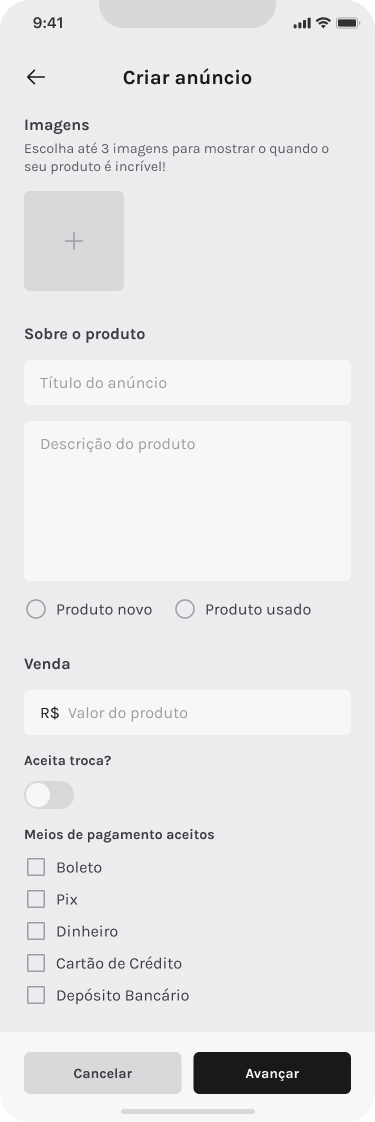 9:41
Criar anúncio
Imagens
Escolha até 3 imagens para mostrar o quando o
seu produto é incrível!
Sobre o produto
Título do anúncio
Descrição do produto
Produto novo Produto usado
Venda
R$ Valor do produto
Aceita troca?
Meios de pagamento aceitos
Boleto
Pix
Dinheiro
Cartão de Crédito
Depósito Bancário
Cancelar Avançar